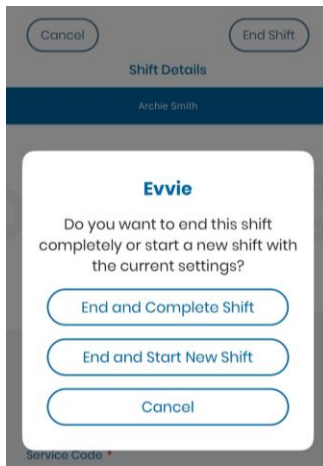 Cancel
End Shift
Shift Details
Archie Smith
Evvie
Do you want to end this shift
completely or start a new shift with
the current settings?
End and Complete Shift
End and Start New Shift
Cancel
Service Code *